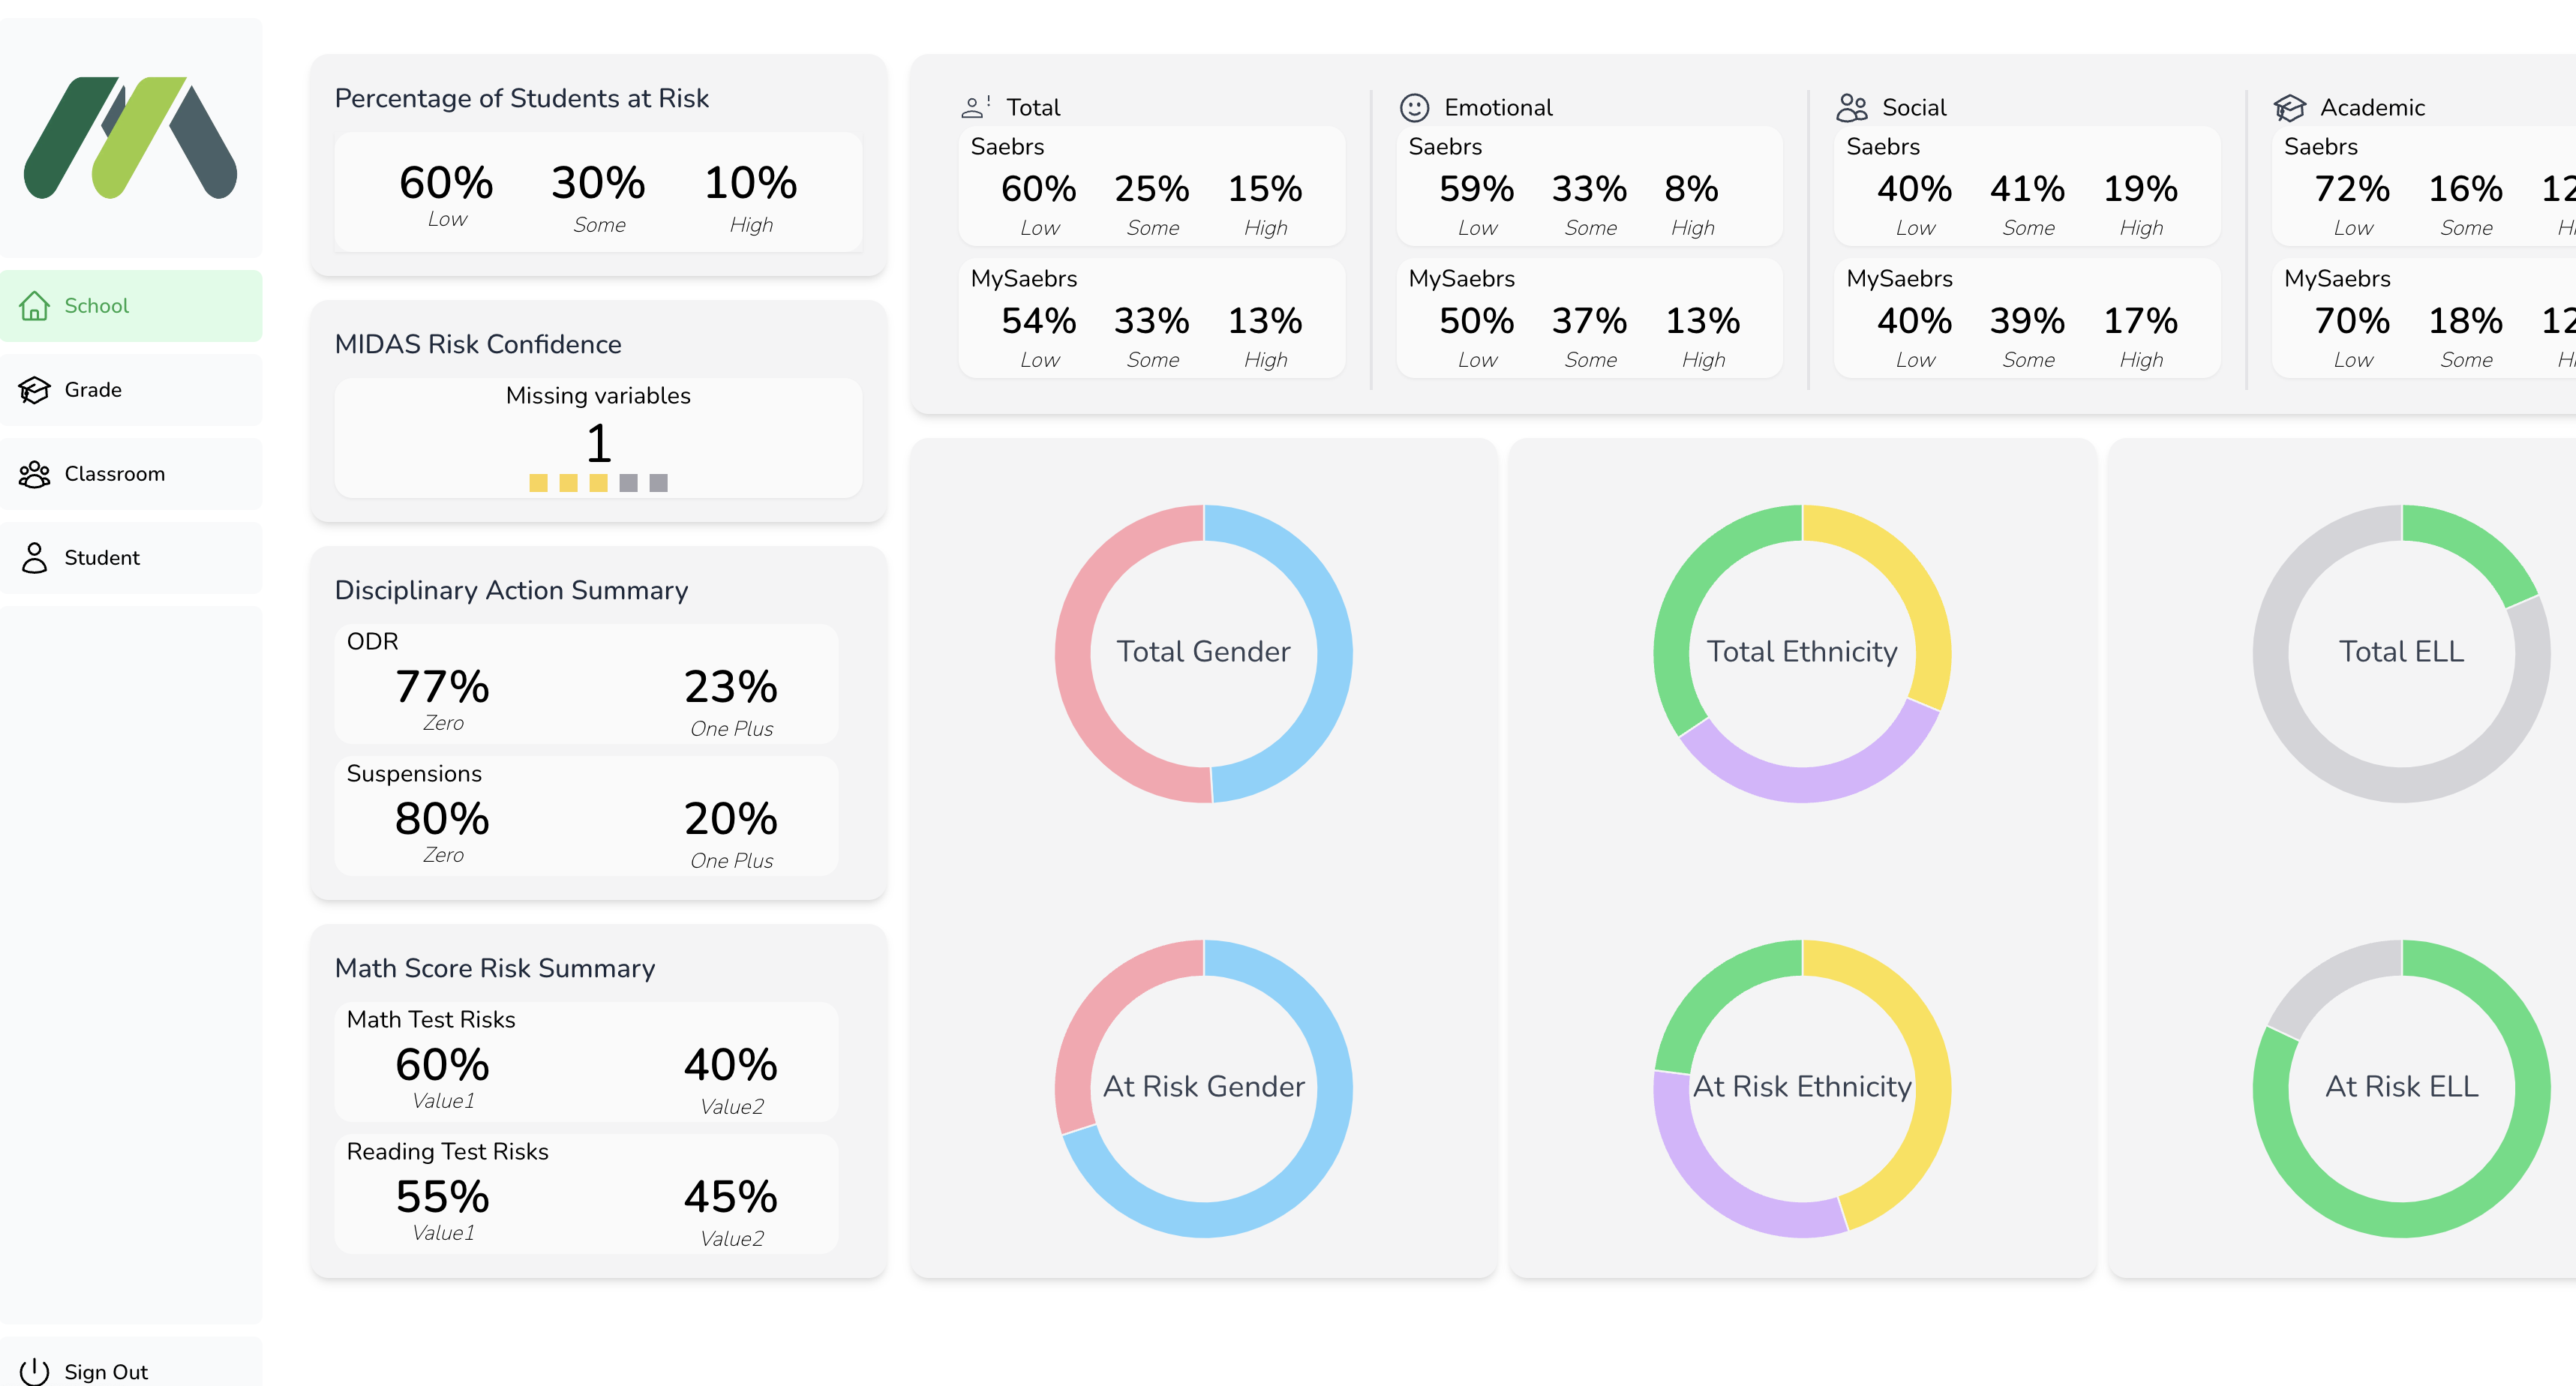 School
Grade
Classroom
Student
Sign Out
Percentage of Students at Risk
60% 30% 10%
Low Some High
MIDAS Risk Confidence
Missing variables
1
Disciplinary Action Summary
ODR
77% 23%
Zero One Plus
Suspensions
80% 20%
Zero One Plus
Math Score Risk Summary
Math Test Risks
60% 40%
Value1 Value2
Reading Test Risks
55% 45%
Value1 Value2
! Total
Saebrs
60% 25% 15%
Low Some High
MySaebrs
54% 33% 13%
Low Some High
Emotional
Saebrs
59% 33% 8%
Low Some High
MySaebrs
50% 37% 13%
Low Some High
Social
Saebrs
40% 41% 19%
Low Some High
MySaebrs
40% 39% 17%
Low Some High
Academic
Saebrs
72% 16% 12
Low Some
MySaebrs
70% 18% 12
Low Some
Total Gender
At Risk Gender
Total Ethnicity
At Risk Ethnicity
Total ELL
At Risk ELL